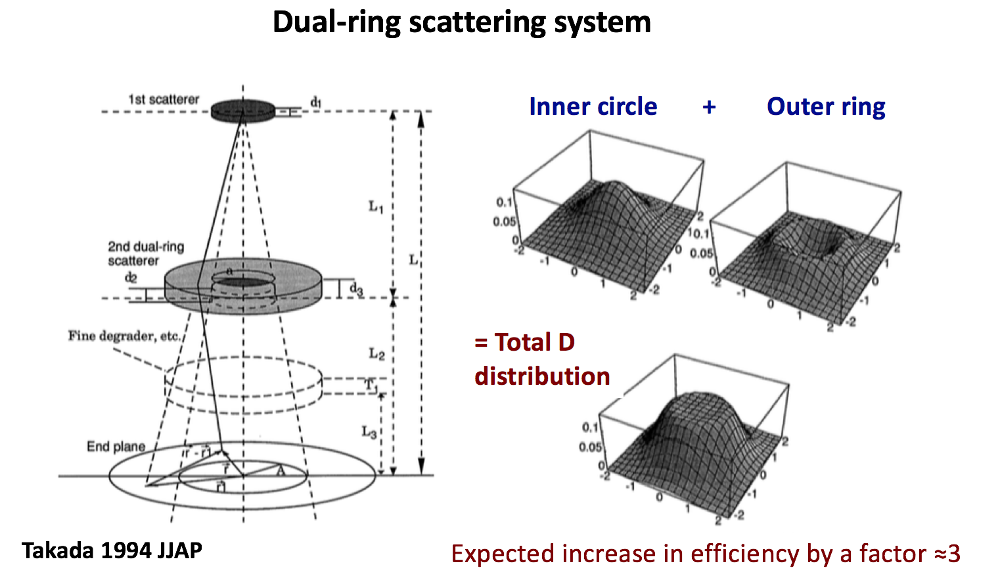 Dual-ring scattering system
1st scatterer
d1
L1
L
2nd dual-ring
scatterer
d2
a
d3
Fine degrader, etc.
L2
T1
L3
End plane
r - r1
r
A
r1
Takada 1994 JJAP
Inner circle + Outer ring
0.1
0.05
0
-2
-1
0
1
2
-2
-1
0
1
2
0.1
0.05
0
-2
-1
0
1
2
-2
-1
0
1
2
= Total D
distribution
0.1
0.05
0
-2
-1
0
1
2
-2
-1
0
1
2
Expected increase in efficiency by a factor ≈3